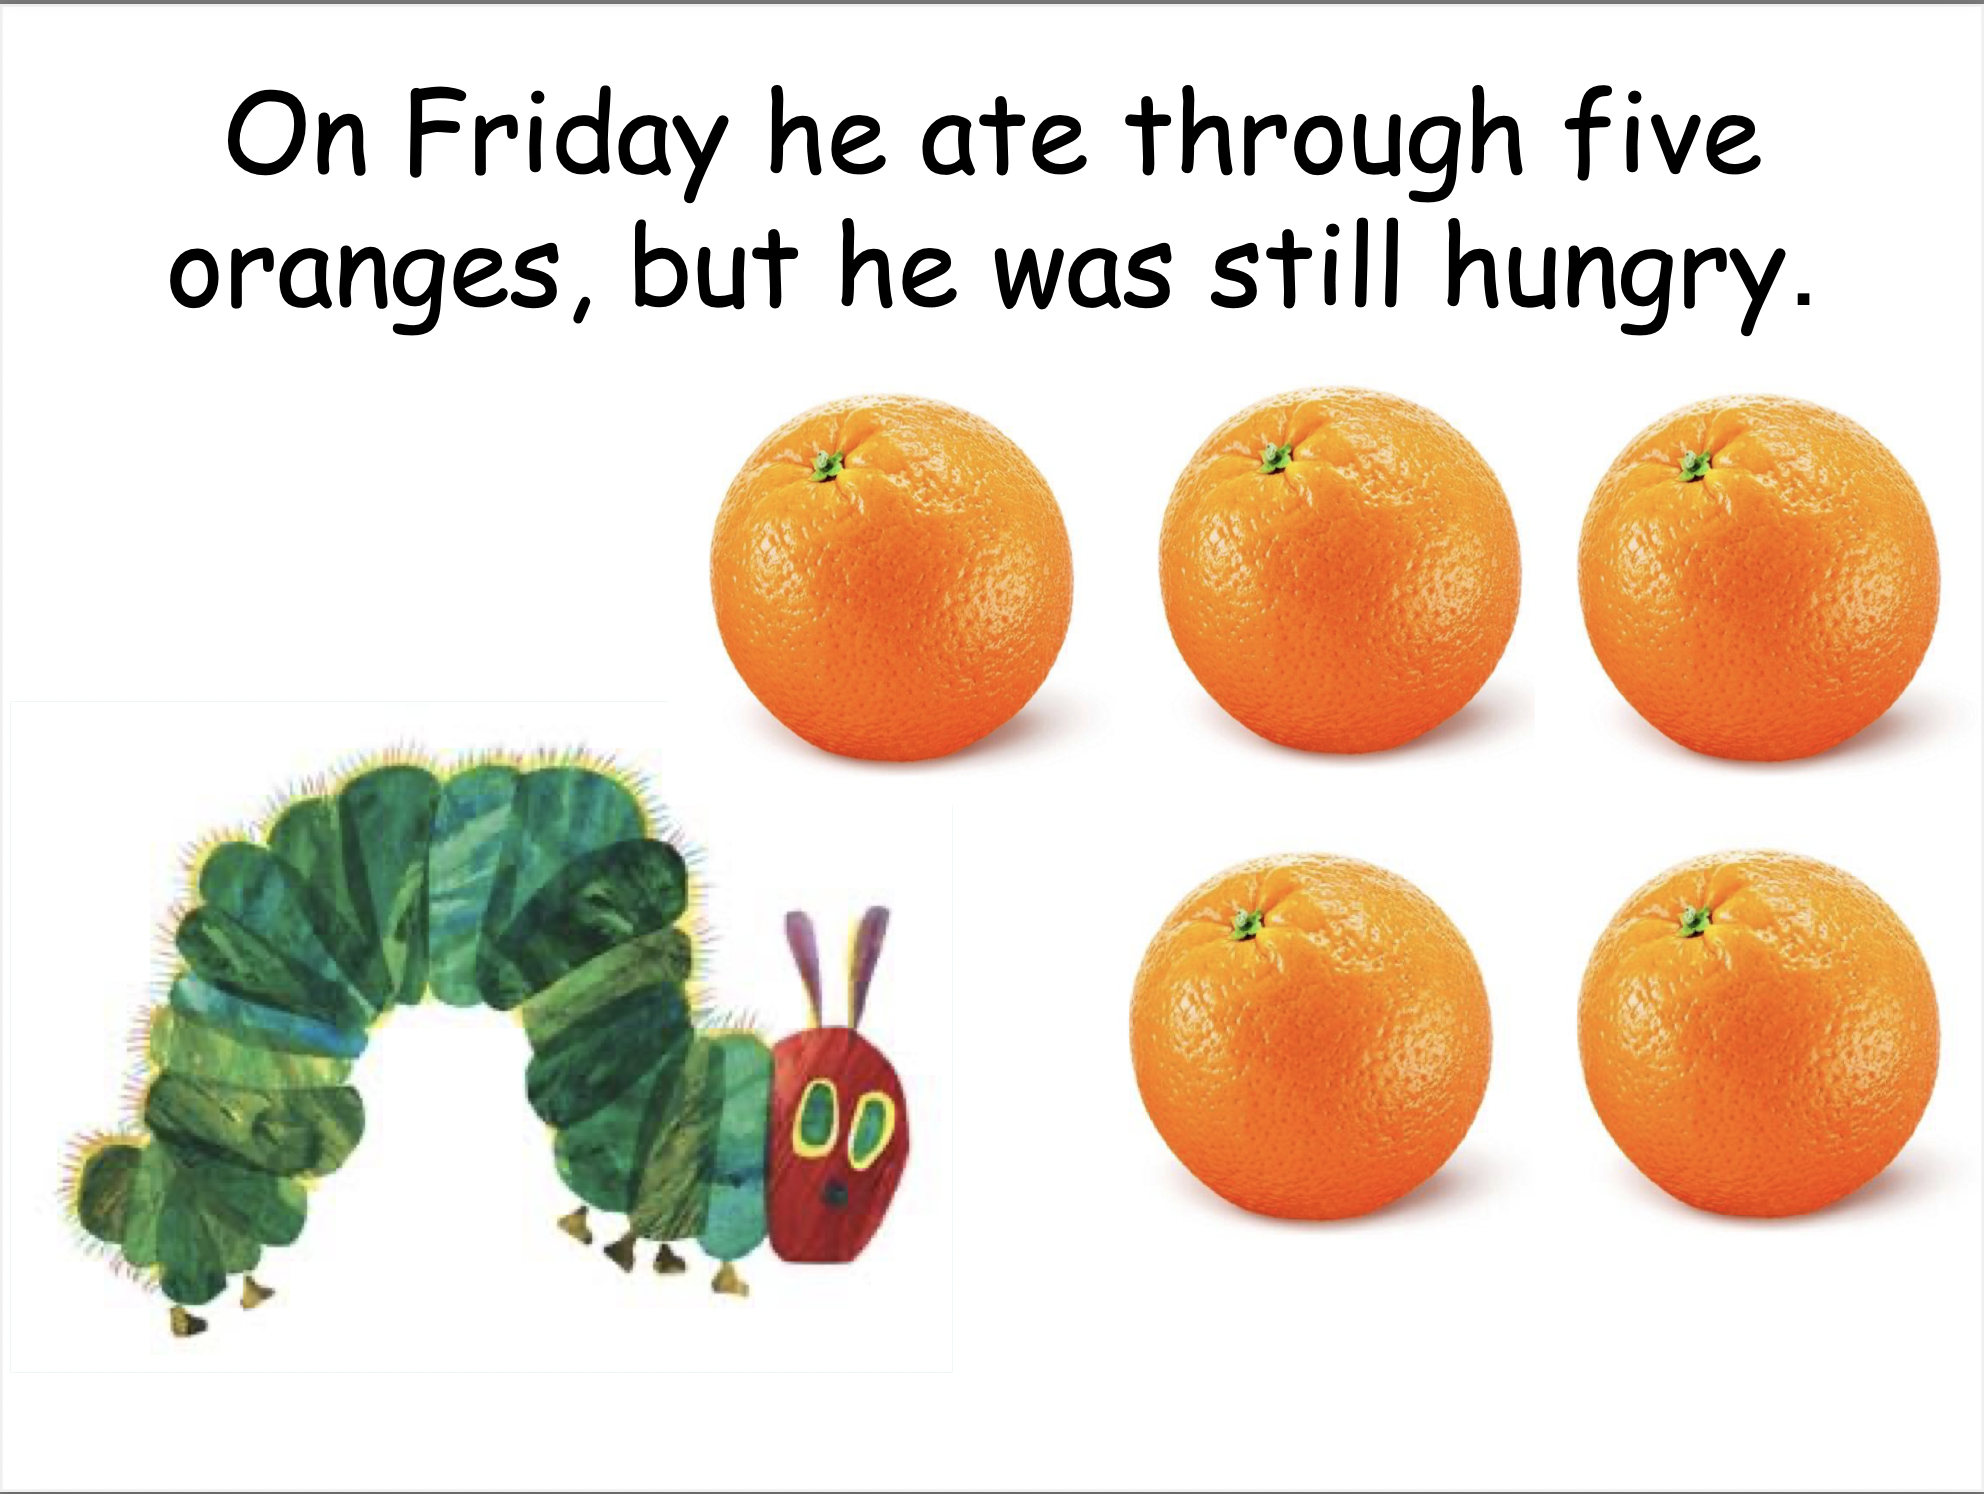 On Friday he ate through five
oranges, but he was still hungry.